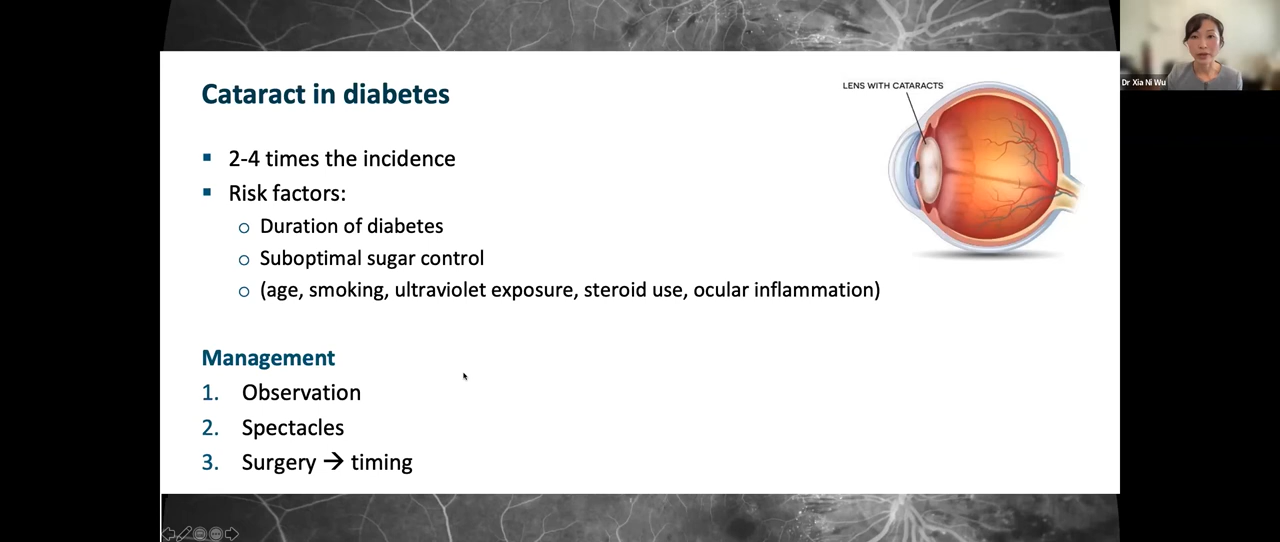 Cataract in diabetes
LENS WITH CATARACTS
Dr Xia Ni Wu
▪ 2-4 times the incidence
▪ Risk factors:
o Duration of diabetes
o Suboptimal sugar control
o (age, smoking, ultraviolet exposure, steroid use, ocular inflammation)
Management
1. Observation
2. Spectacles
3. Surgery → timing